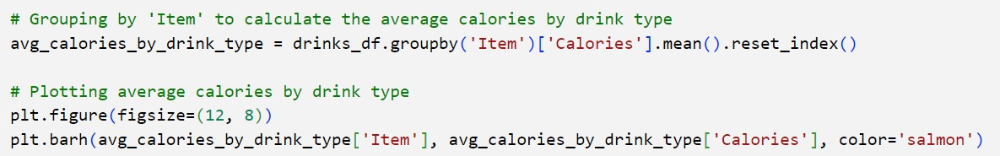 # Grouping by 'Item' to calculate the average calories by drink type
avg_calories_by_drink_type = drinks_df.groupby('Item')['Calories'].mean().reset_index()
# Plotting average calories by drink type
plt.figure(figsize=(12, 8))
plt.barh(avg_calories_by_drink_type['Item'], avg_calories_by_drink_type['Calories'], color='salmon')